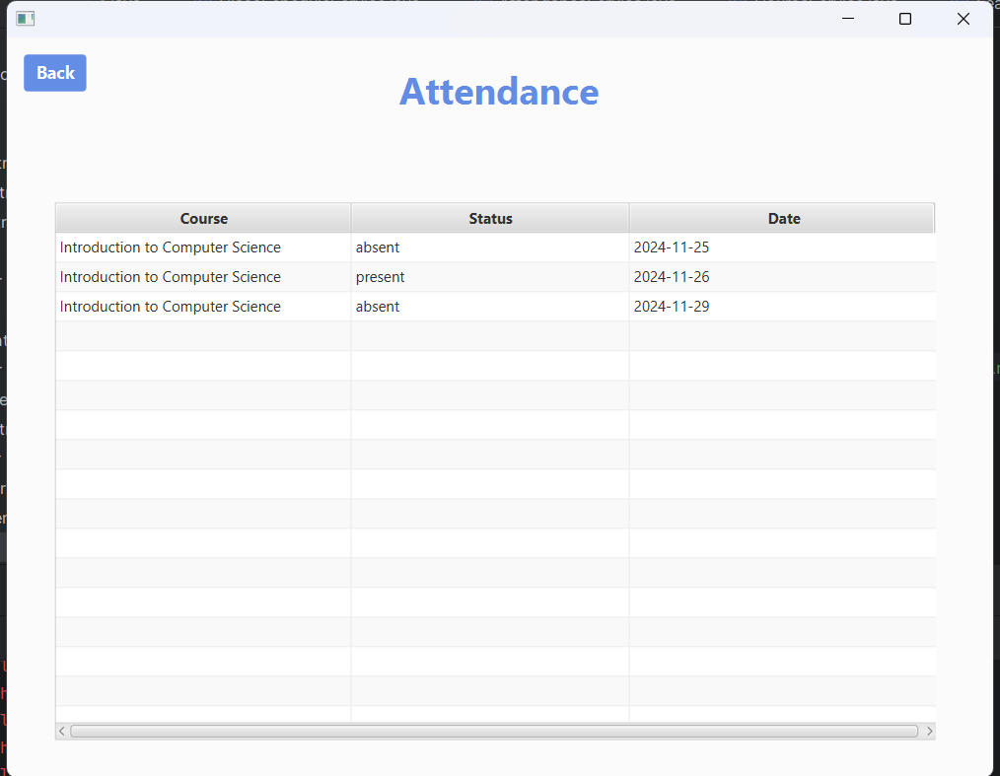 Back
Attendance
Course Status Date
Introduction to Computer Science absent 2024-11-25
Introduction to Computer Science present 2024-11-26
Introduction to Computer Science absent 2024-11-29